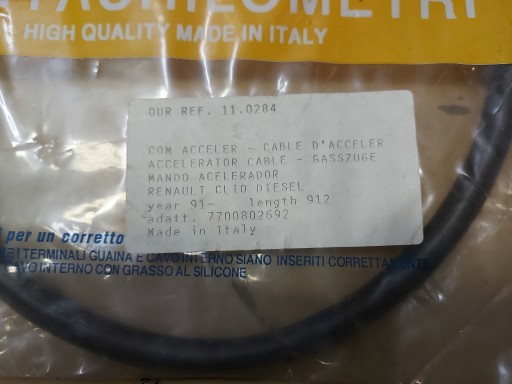 HIGH QUALITY MADE IN ITALY
OUR REF. 11.0284
COM ACCELER - CABLE D'ACCELER
ACCELERATOR CABLE - GASSZUGE
MANDO ACELERADOR
RENAULT CLIO DIESEL
year 91- length 912
adatt. 7700802692
Made in Italy
per un corretto
I TERMINALI GUAINA E CAVO INTERNO SIANO INSERITI CORRETTAMENTE
CAVO INTERNO CON GRASSO AL SILICONE